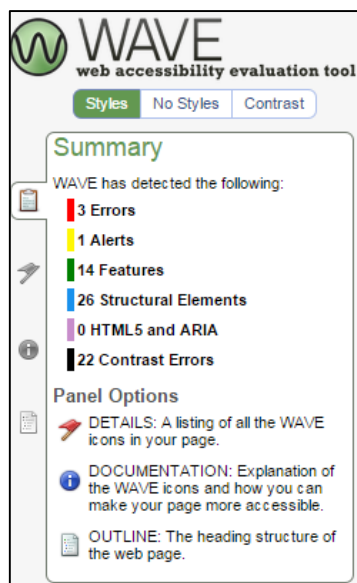 WAVE
web accessibility evaluation tool
Styles No Styles Contrast
Summary
WAVE has detected the following:
3 Errors
1 Alerts
14 Features
26 Structural Elements
0 HTML5 and ARIA
22 Contrast Errors
Panel Options
DETAILS: A listing of all the WAVE
icons in your page.
DOCUMENTATION: Explanation of
the WAVE icons and how you can
make your page more accessible.
OUTLINE: The heading structure of
the web page.